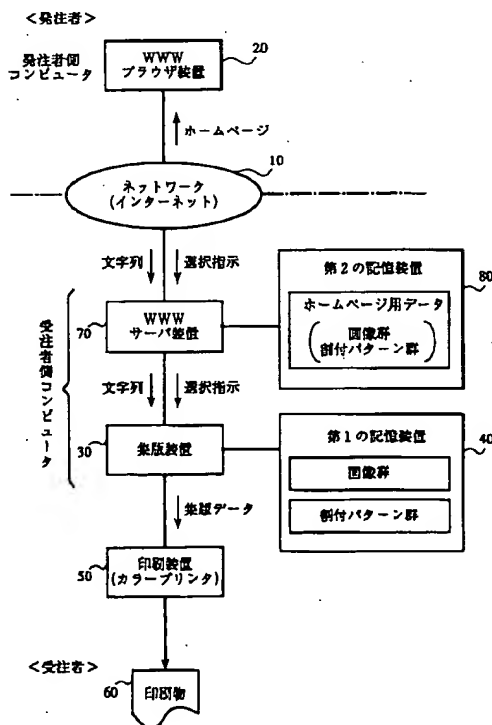 <発注者>
発注者側
コンピュータ
WWW
ブラウザ装置
20
ホームページ
10
ネットワーク
(インターネット)
文字列
選択指示
第2の記憶装置
80
ホームページ用データ
画像群
割付パターン群
70
WWW
サーバ装置
受注者側コンピュータ
文字列
選択指示
30
集版装置
第1の記憶装置
40
画像群
割付パターン群
集版データ
50
印刷装置
(カラープリンタ)
<受注者>
60
印刷物